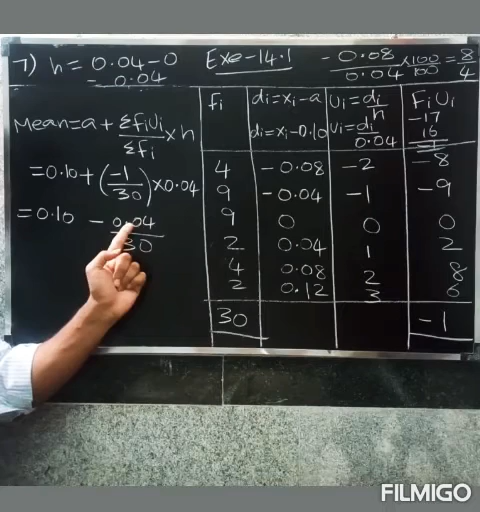 7) h = 0.04 - 0
- 0.04
Exe-14.1
- 0.08/0.04 × 100/100 = 8/4
Mean = a + Σfiui/Σfi × h
= 0.10 + (-1/30) × 0.04
= 0.10 - 0.04/30
fi | di = xi - a | ui = di/h | Fiui
di = xi - 0.10 | ui = di/0.04 | -17
16
-1
4 | -0.08 | -2 | -8
9 | -0.04 | -1 | -9
9 | 0 | 0 | 0
2 | 0.04 | 1 | 2
4 | 0.08 | 2 | 8
2 | 0.12 | 3 | 6
30 | -1
FILMIGO